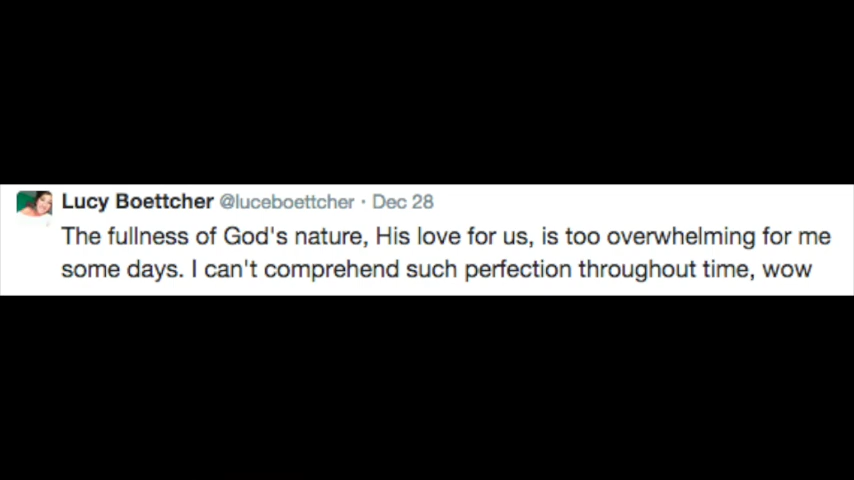 Lucy Boettcher @luceboettcher · Dec 28
The fullness of God's nature, His love for us, is too overwhelming for me
some days. I can't comprehend such perfection throughout time, wow